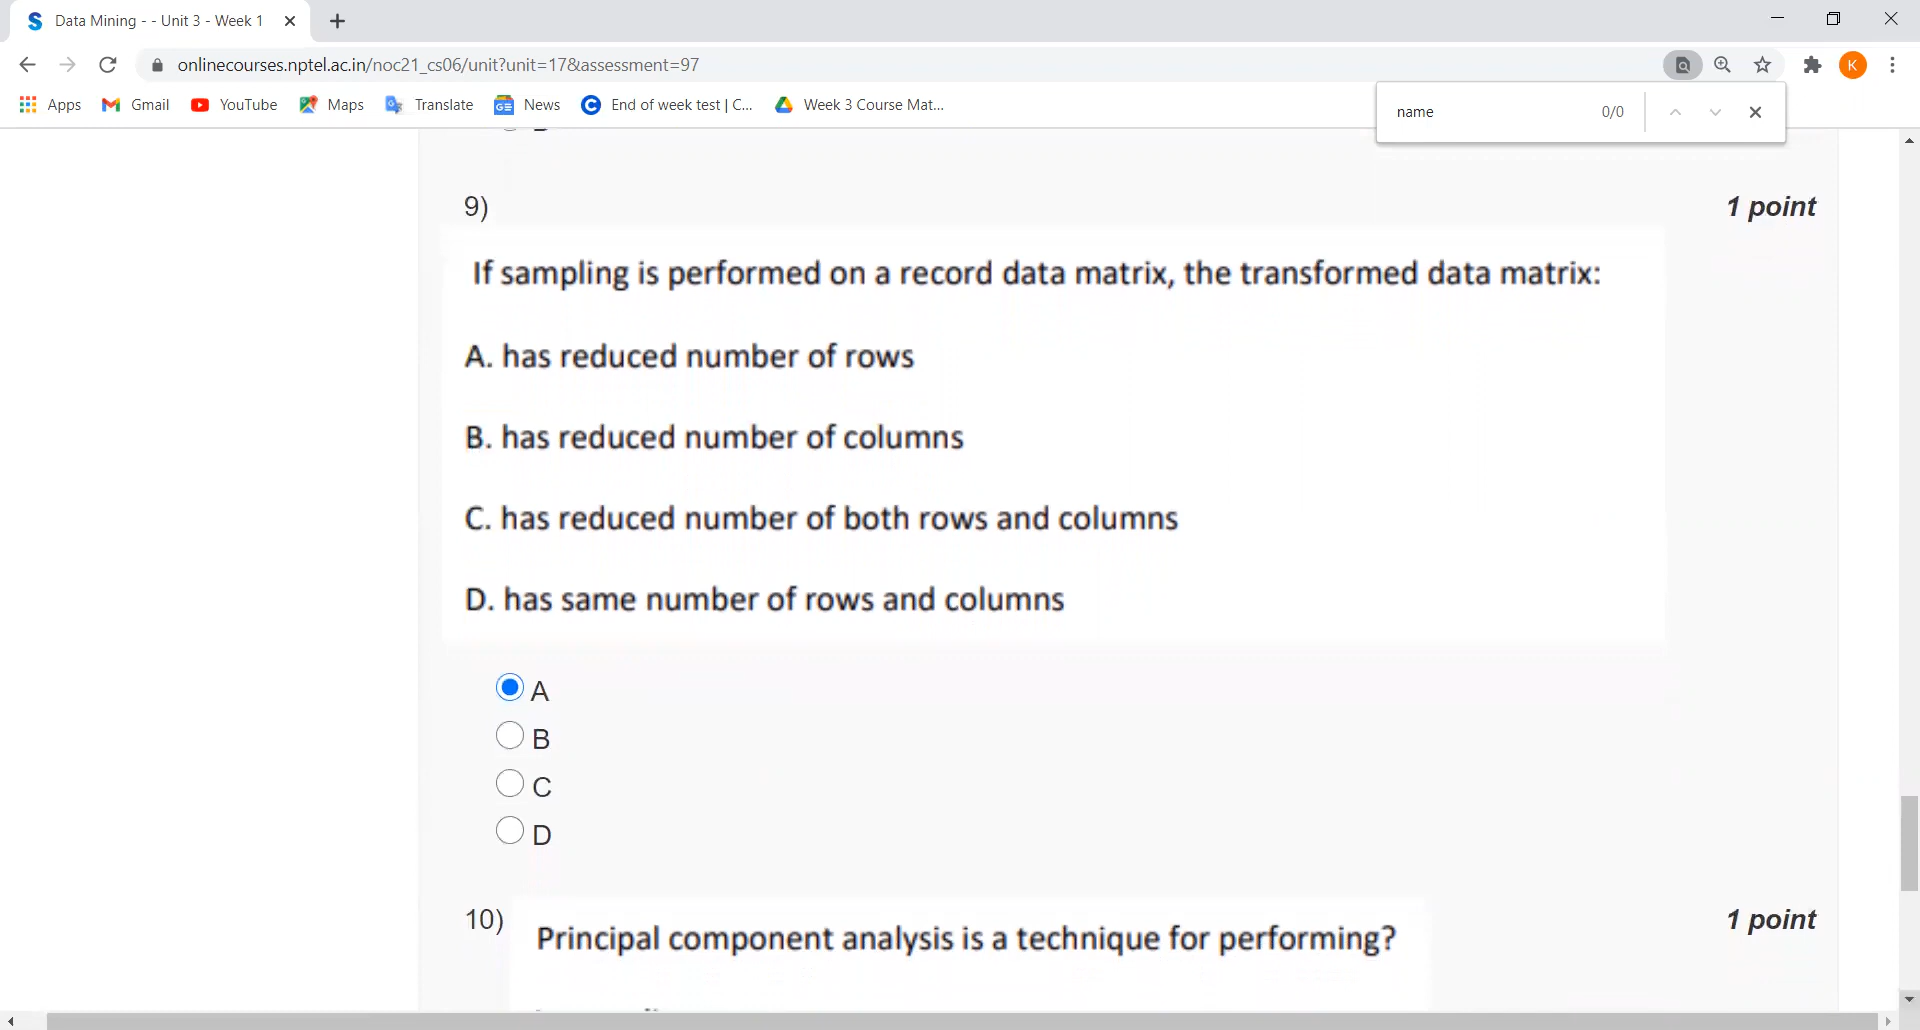 Data Mining - - Unit 3 - Week 1
onlinecourses.nptel.ac.in/noc21_cs06/unit?unit=17&assessment=97
K
Apps Gmail YouTube Maps Translate News End of week test | C... Week 3 Course Mat...
name 0/0
9) 1 point
If sampling is performed on a record data matrix, the transformed data matrix:
A. has reduced number of rows
B. has reduced number of columns
C. has reduced number of both rows and columns
D. has same number of rows and columns
A
B
C
D
10) 1 point
Principal component analysis is a technique for performing?